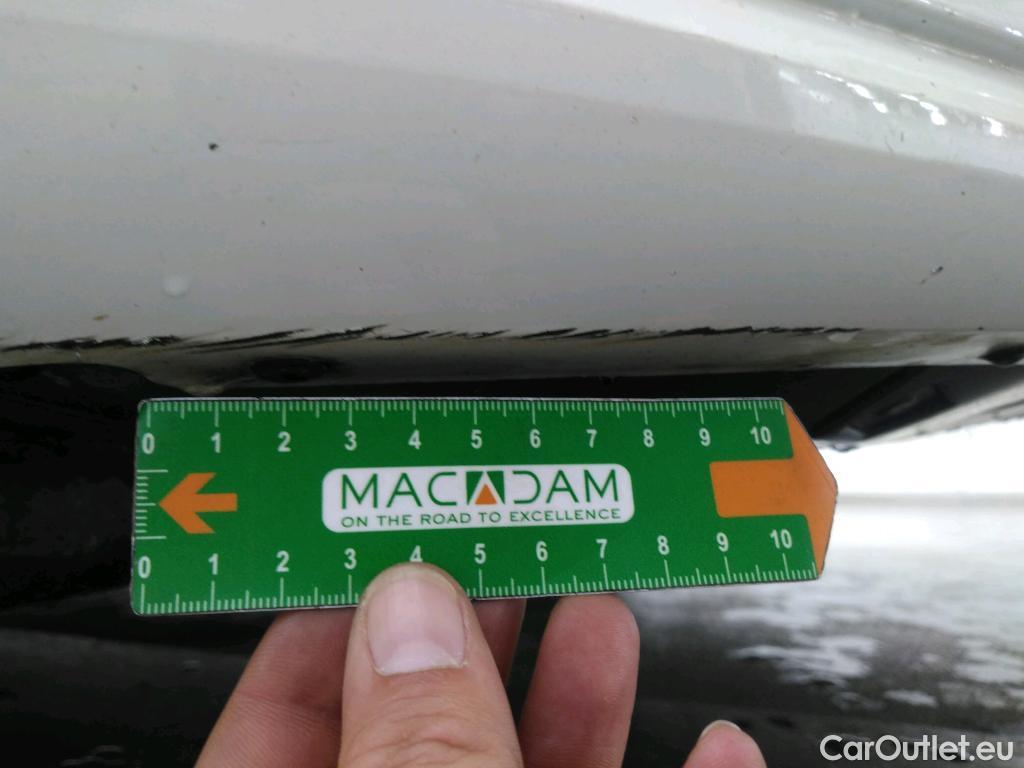 0 1 2 3 4 5 6 7 8 9 10
MACADAM
ON THE ROAD TO EXCELLENCE
0 1 2 3 4 5 6 7 8 9 10
CarOutlet.eu